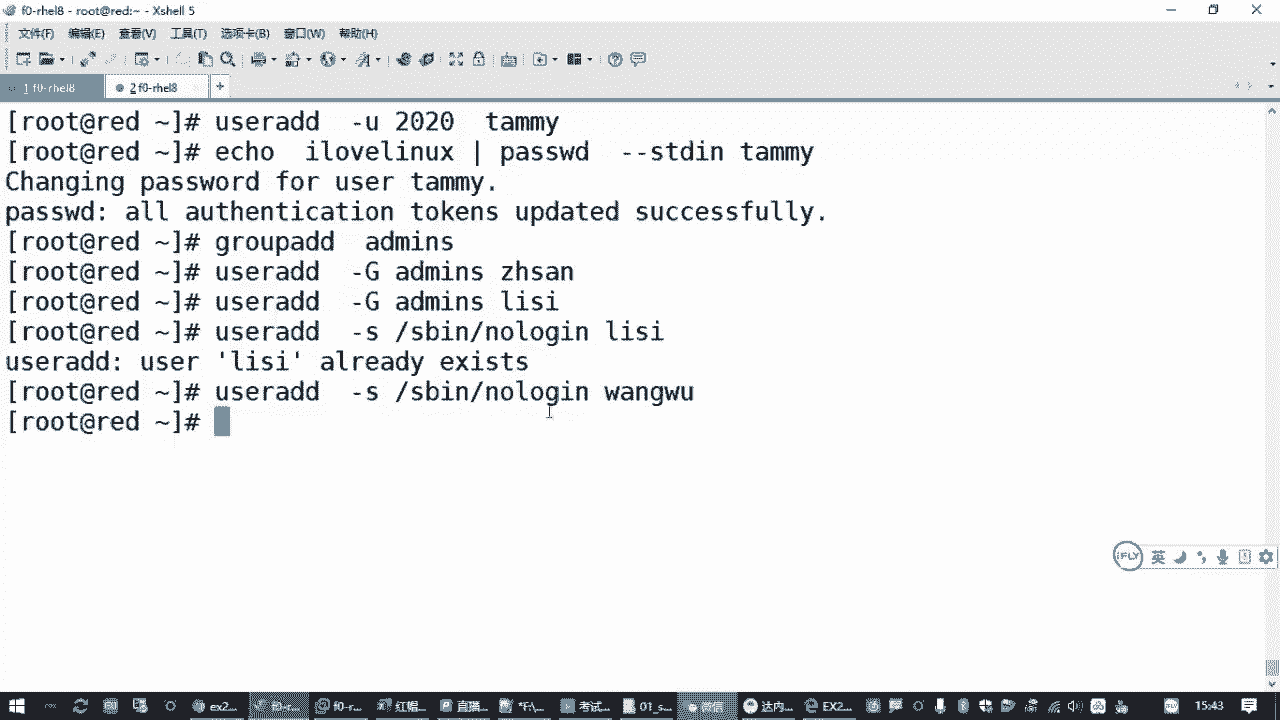 f0-rhel8 - root@red:~ - Xshell 5
文件(F) 编辑(E) 查看(V) 工具(T) 选项卡(B) 窗口(W) 帮助(H)
1 f0-rhel8
2 f0-rhel8
[root@red ~]# useradd  -u 2020  tammy
[root@red ~]# echo  ilovelinux | passwd  --stdin tammy
Changing password for user tammy.
passwd: all authentication tokens updated successfully.
[root@red ~]# groupadd  admins
[root@red ~]# useradd  -G admins zhsan
[root@red ~]# useradd  -G admins lisi
[root@red ~]# useradd  -s /sbin/nologin lisi
useradd: user 'lisi' already exists
[root@red ~]# useradd  -s /sbin/nologin wangwu
[root@red ~]#
iFLY 英
ex2... f0-r... f0-r... 红帽... 直播... *F:\... 考试... 01_s... 微信 达内... EX2... 15:43